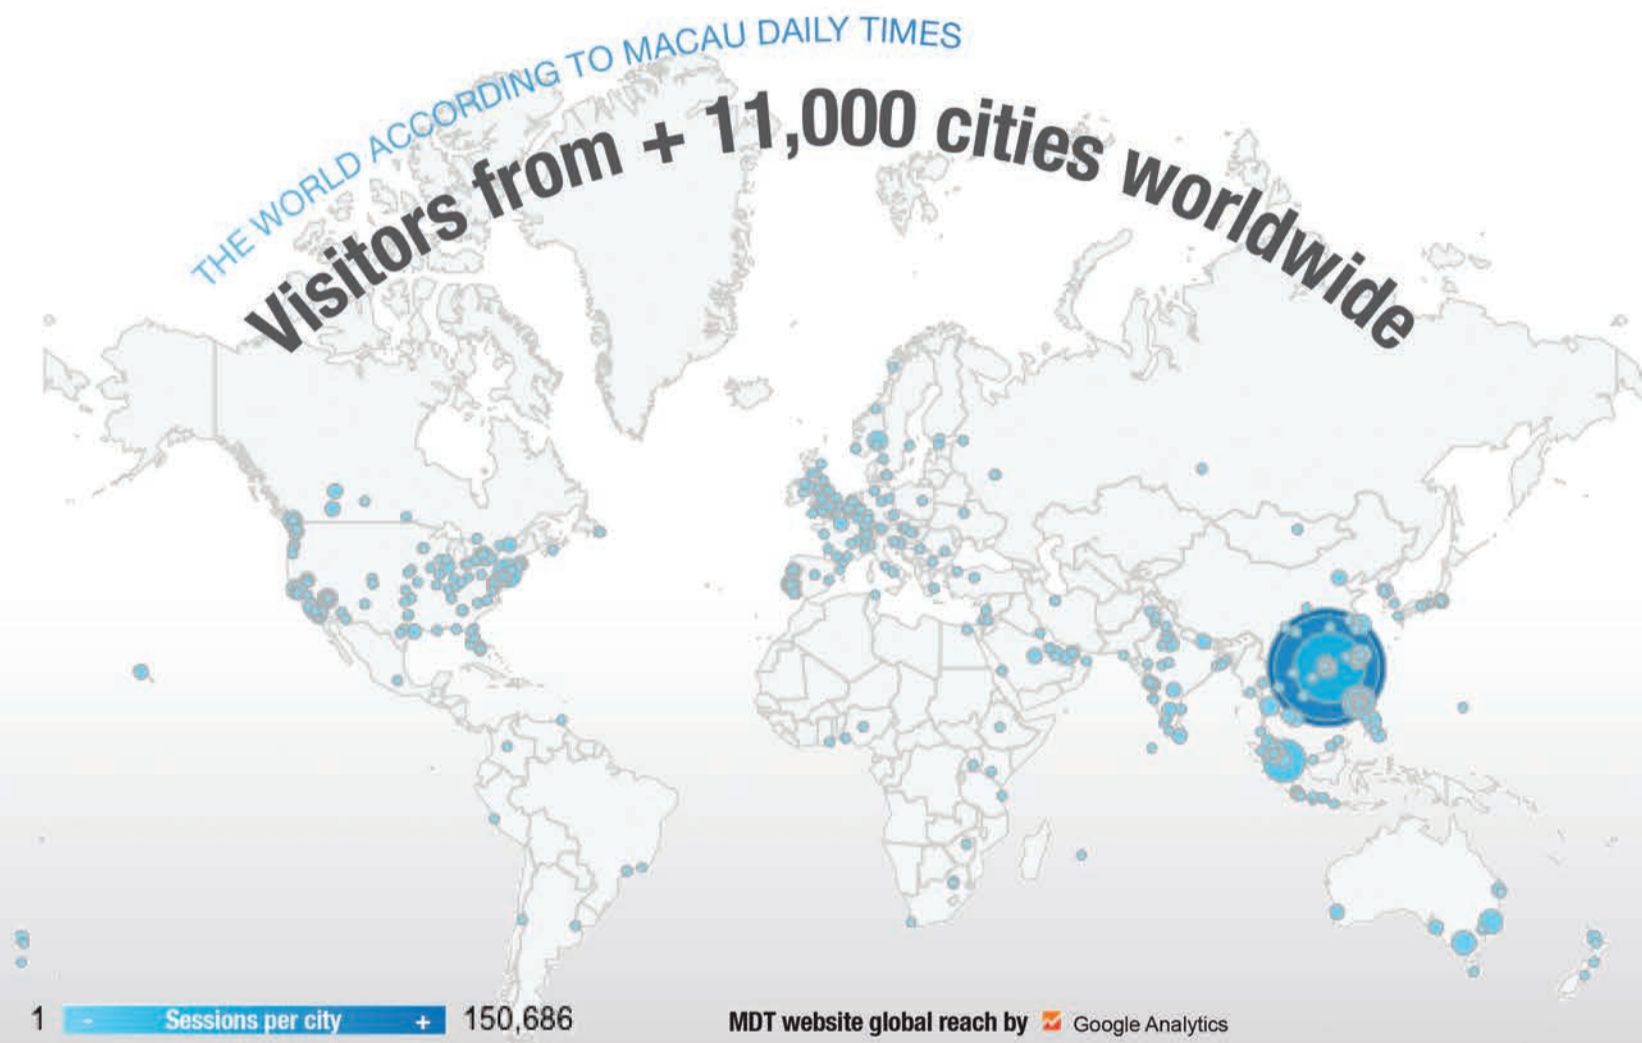 THE WORLD ACCORDING TO MACAU DAILY TIMES
Visitors from + 11,000 cities worldwide
1 - Sessions per city + 150,686
MDT website global reach by Google Analytics